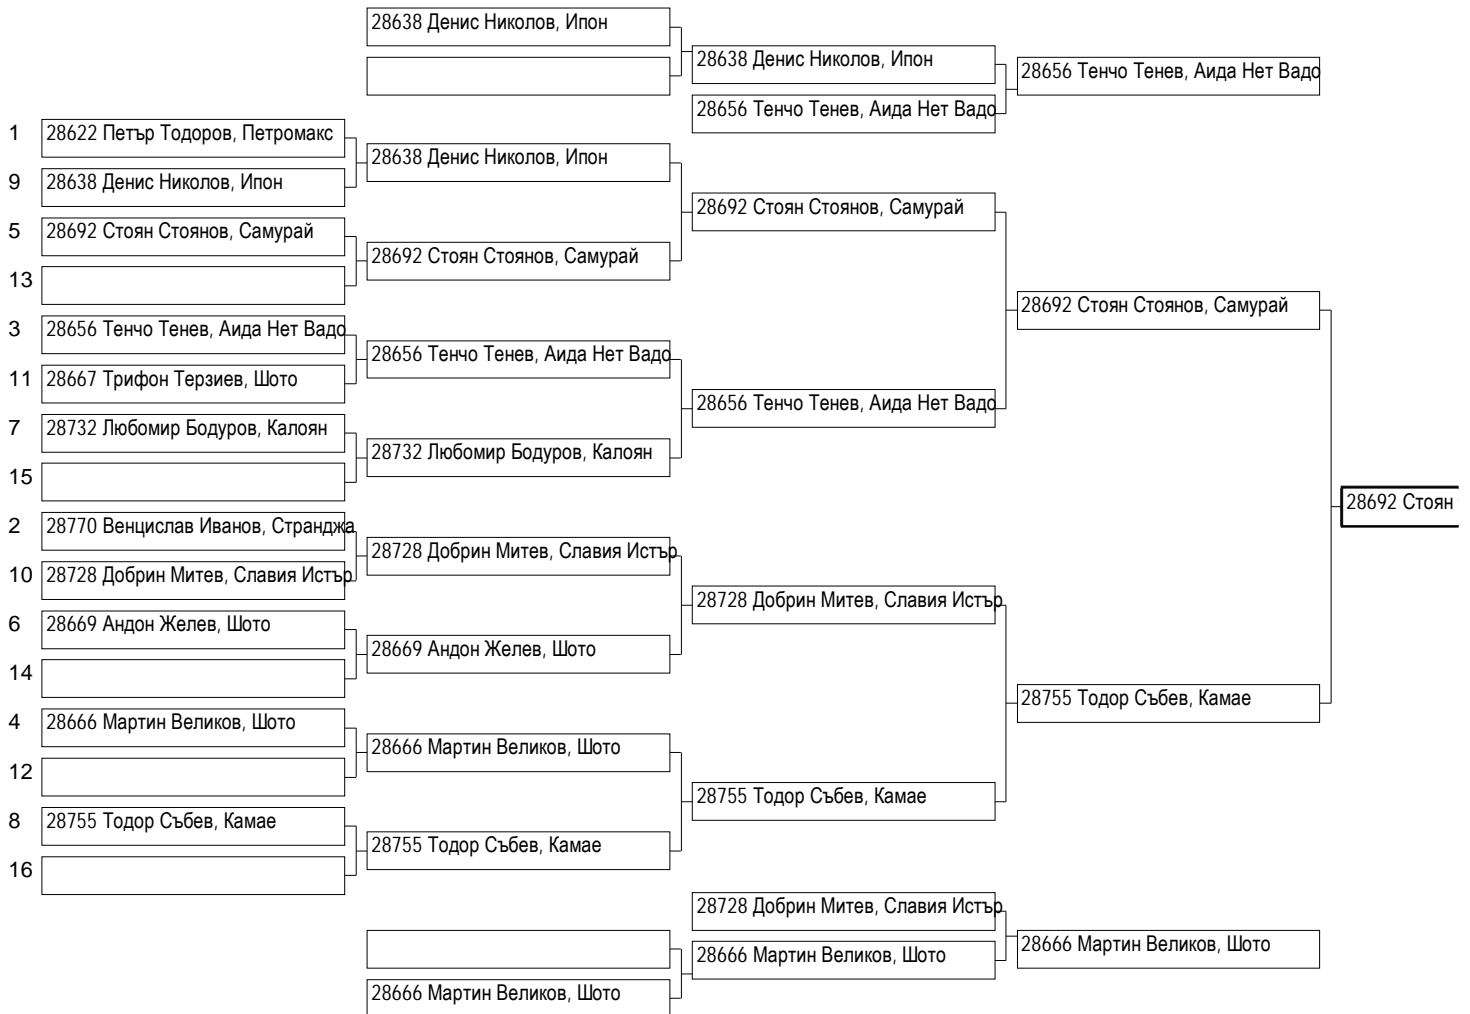 28638 Денис Николов, Ипон
28638 Денис Николов, Ипон
28656 Тенчо Тенев, Аида Нет Вадо
28656 Тенчо Тенев, Аида Нет Вадо
1 28622 Петър Тодоров, Петромакс
28638 Денис Николов, Ипон
9 28638 Денис Николов, Ипон
28692 Стоян Стоянов, Самурай
5 28692 Стоян Стоянов, Самурай
28692 Стоян Стоянов, Самурай
13
28692 Стоян Стоянов, Самурай
3 28656 Тенчо Тенев, Аида Нет Вадо
28656 Тенчо Тенев, Аида Нет Вадо
11 28667 Трифон Терзиев, Шото
28656 Тенчо Тенев, Аида Нет Вадо
7 28732 Любомир Бодуров, Калоян
28732 Любомир Бодуров, Калоян
15
28692 Стоян
2 28770 Венцислав Иванов, Странджа
28728 Добрин Митев, Славия Истър
10 28728 Добрин Митев, Славия Истър
28728 Добрин Митев, Славия Истър
6 28669 Андон Желев, Шото
28669 Андон Желев, Шото
14
28755 Тодор Събев, Камае
4 28666 Мартин Великов, Шото
28666 Мартин Великов, Шото
12
28755 Тодор Събев, Камае
8 28755 Тодор Събев, Камае
28755 Тодор Събев, Камае
16
28728 Добрин Митев, Славия Истър
28666 Мартин Великов, Шото
28666 Мартин Великов, Шото
28666 Мартин Великов, Шото